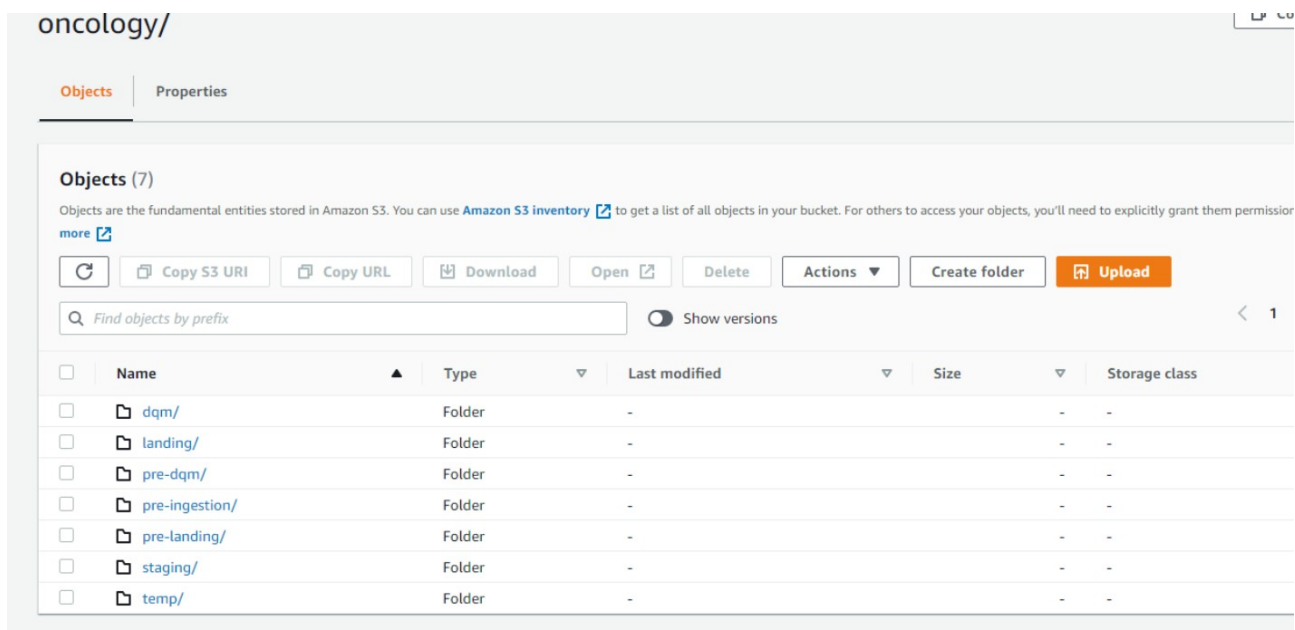 oncology/
Objects Properties
Objects (7)
Objects are the fundamental entities stored in Amazon S3. You can use Amazon S3 inventory to get a list of all objects in your bucket. For others to access your objects, you'll need to explicitly grant them permission
more
Copy S3 URI Copy URL Download Open Delete Actions Create folder Upload
Find objects by prefix Show versions 1
Name Type Last modified Size Storage class
dqm/ Folder - - -
landing/ Folder - - -
pre-dqm/ Folder - - -
pre-ingestion/ Folder - - -
pre-landing/ Folder - - -
staging/ Folder - - -
temp/ Folder - - -